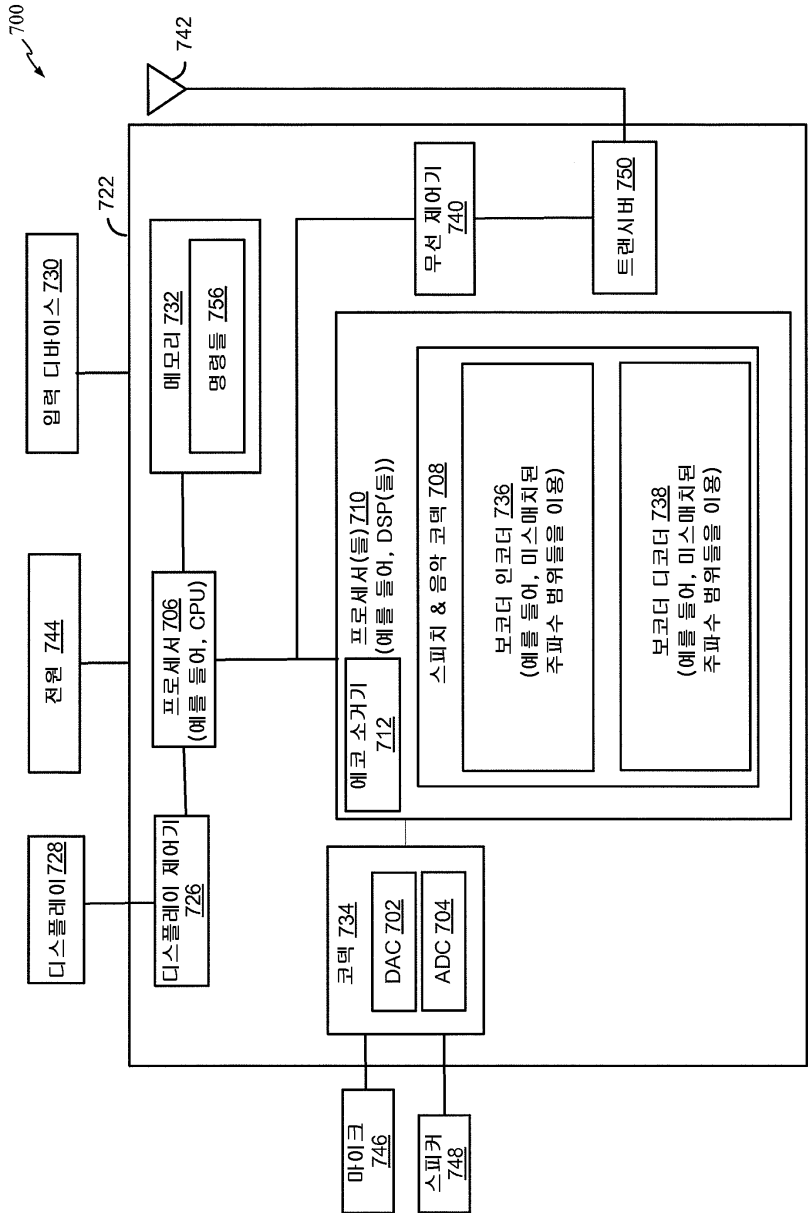 700
742
722
디스플레이 728
전원 744
입력 디바이스 730
디스플레이 제어기
726
프로세서 706
(예를 들어, CPU)
메모리 732
명령들 756
마이크
746
스피커
748
코덱 734
DAC 702
ADC 704
에코 소거기
712
프로세서(들) 710
(예를 들어, DSP(들))
스피치 & 음악 코덱 708
보코더 인코더 736
(예를 들어, 미스매치된
주파수 범위들을 이용)
보코더 디코더 738
(예를 들어, 미스매치된
주파수 범위들을 이용)
무선 제어기
740
트랜시버 750